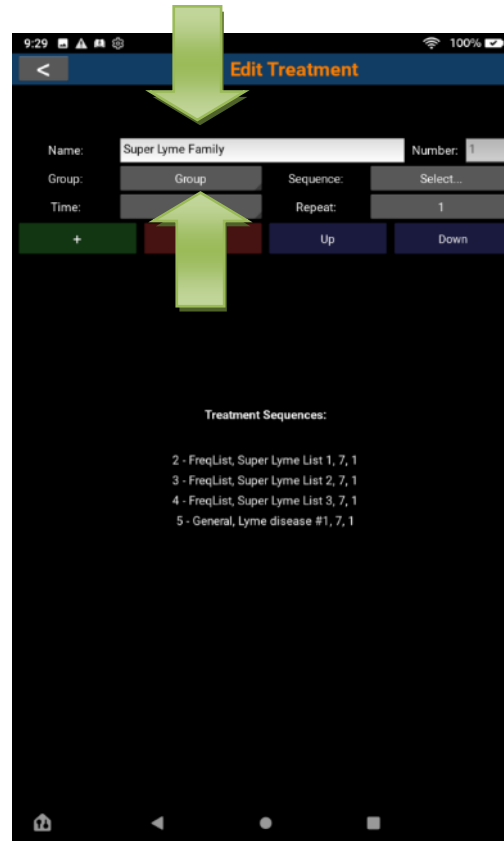 9:29 100%
< Edit Treatment
Name: Super Lyme Family Number: 1
Group: Group Sequence: Select...
Time: Repeat: 1
+ Up Down
Treatment Sequences:
2 - FreqList, Super Lyme List 1, 7, 1
3 - FreqList, Super Lyme List 2, 7, 1
4 - FreqList, Super Lyme List 3, 7, 1
5 - General, Lyme disease #1, 7, 1